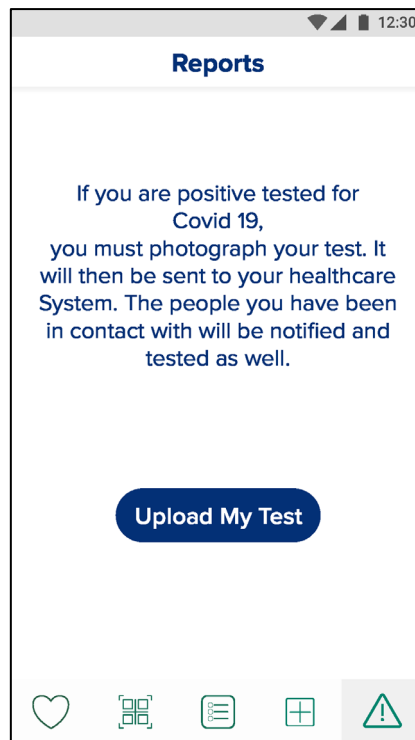 12:30
Reports
If you are positive tested for
Covid 19,
you must photograph your test. It
will then be sent to your healthcare
System. The people you have been
in contact with will be notified and
tested as well.
Upload My Test